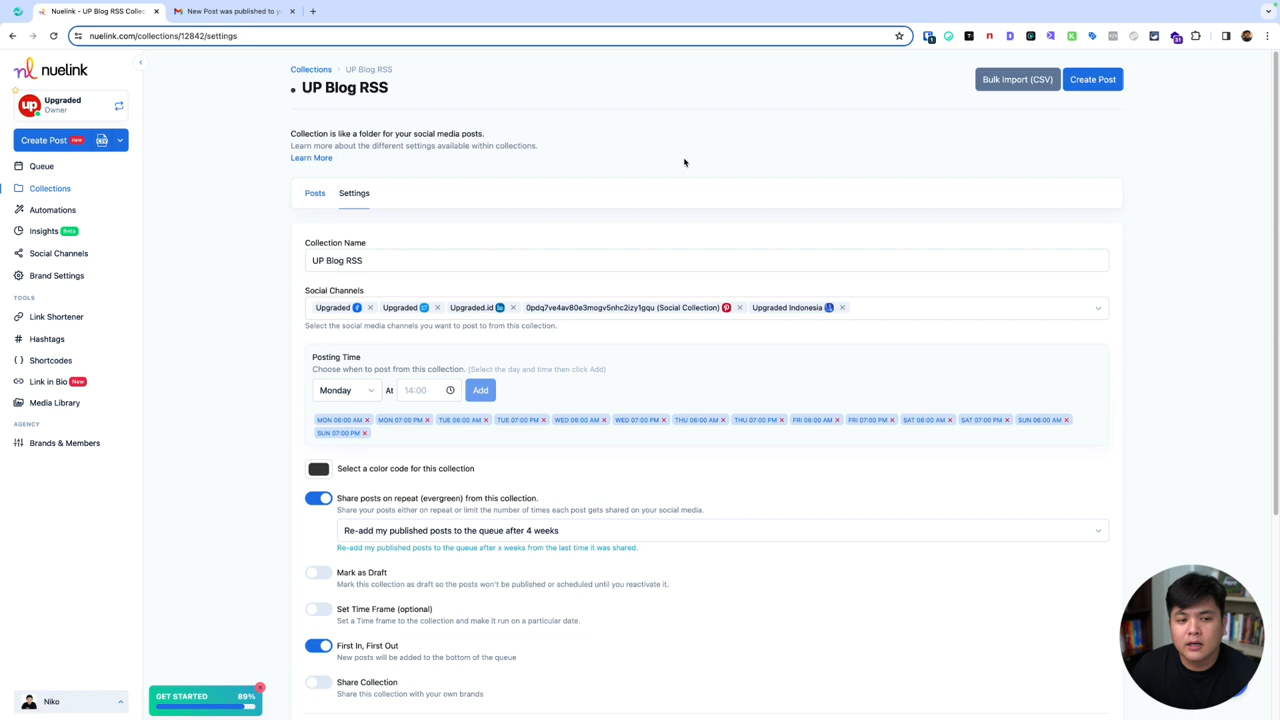 Nuelink - UP Blog RSS Collec
New Post was published to y
nuelink.com/collections/12842/settings
nuelink
up
Upgraded
Owner
Create Post new
CSV
Queue
Collections
Automations
Insights Beta
Social Channels
Brand Settings
TOOLS
Link Shortener
Hashtags
Shortcodes
Link in Bio New
Media Library
AGENCY
Brands & Members
GET STARTED 89%
Niko
Collections UP Blog RSS
UP Blog RSS
Bulk Import (CSV) Create Post
Collection is like a folder for your social media posts.
Learn more about the different settings available within collections.
Learn More
Posts Settings
Collection Name
UP Blog RSS
Social Channels
Upgraded Upgraded Upgraded.id 0pdq7ve4av80e3mogv5nhc2izy1gqu (Social Collection) Upgraded Indonesia
Select the social media channels you want to post to from this collection.
Posting Time
Choose when to post from this collection. (Select the day and time then click Add)
Monday At 14:00 Add
MON 06:00 AM MON 07:00 PM TUE 06:00 AM TUE 07:00 PM WED 06:00 AM WED 07:00 PM THU 06:00 AM THU 07:00 PM FRI 06:00 AM FRI 07:00 PM SAT 06:00 AM SAT 07:00 PM SUN 06:00 AM
SUN 07:00 PM
Select a color code for this collection
Share posts on repeat (evergreen) from this collection.
Share your posts either on repeat or limit the number of times each post gets shared on your social media.
Re-add my published posts to the queue after 4 weeks
Re-add my published posts to the queue after x weeks from the last time it was shared.
Mark as Draft
Mark this collection as draft so the posts won't be published or scheduled until you reactivate it.
Set Time Frame (optional)
Set a Time frame to the collection and make it run on a particular date.
First In, First Out
New posts will be added to the bottom of the queue
Share Collection
Share this collection with your own brands